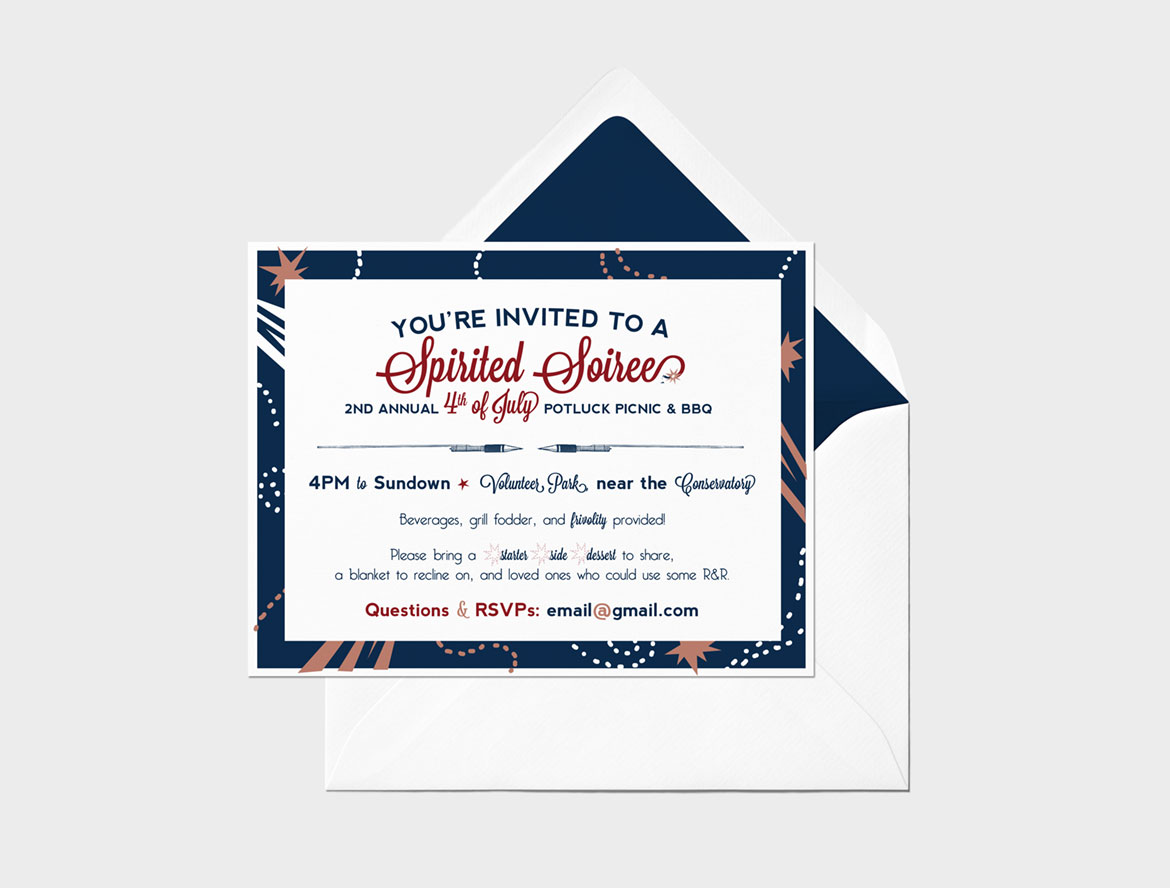 YOU'RE INVITED TO A
Spirited Soiree
2ND ANNUAL 4th of July POTLUCK PICNIC & BBQ
4PM to Sundown ★ Volunteer Park, near the Conservatory
Beverages, grill fodder, and frivolity provided!
Please bring a starter side dessert to share,
a blanket to recline on, and loved ones who could use some R&R.
Questions & RSVPs: email@gmail.com